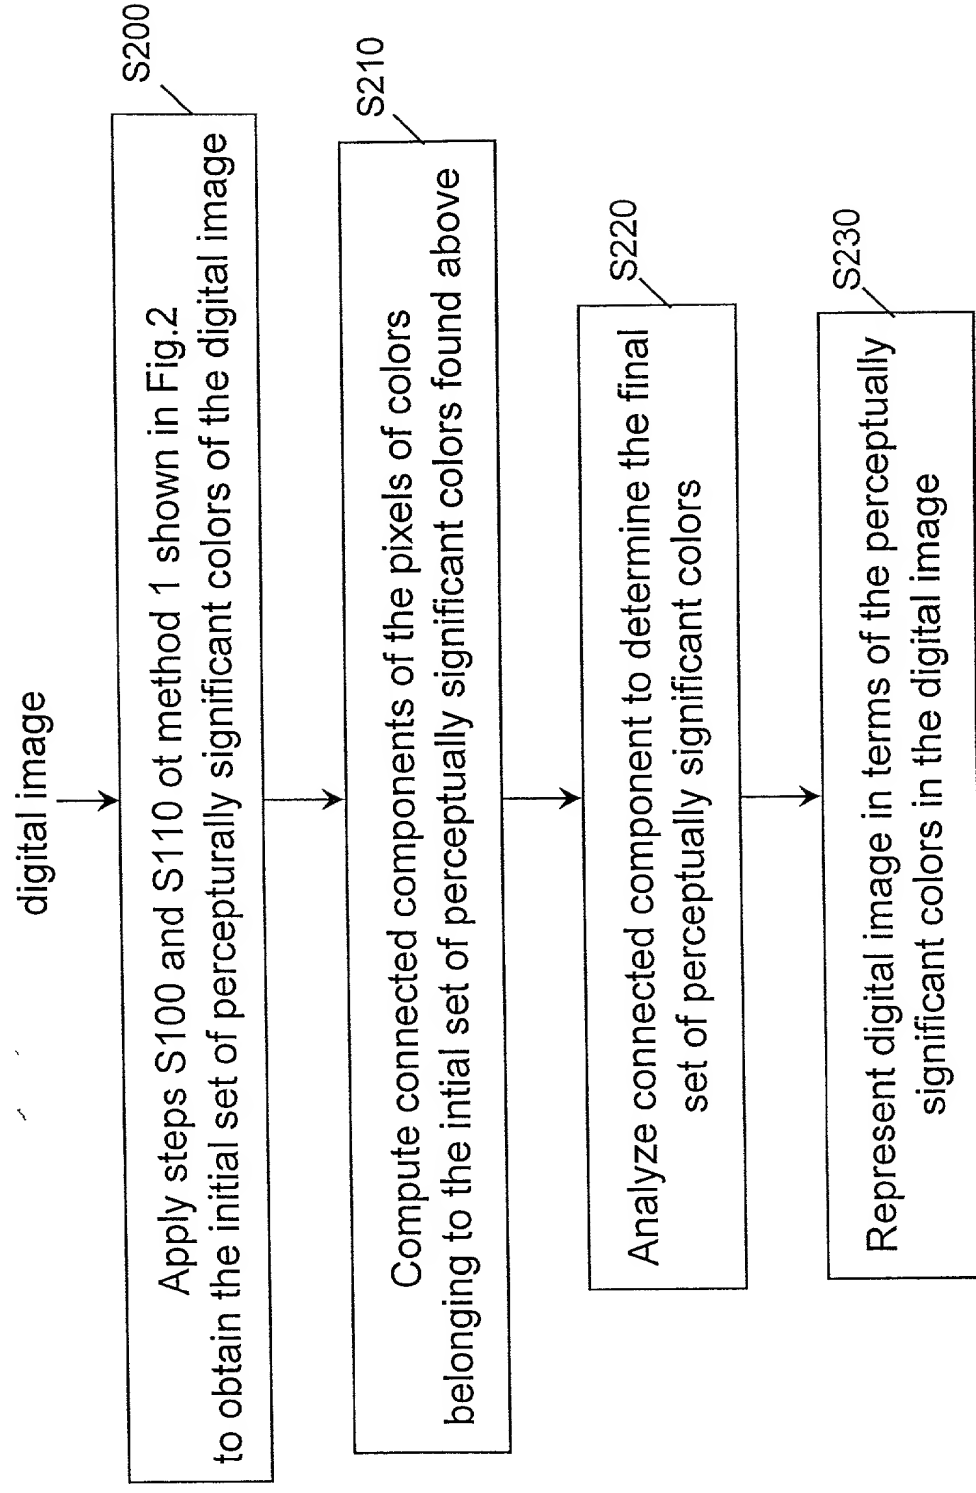 digital image
S200
Apply steps S100 and S110 ot method 1 shown in Fig.2
to obtain the initial set of percepturally significant colors of the digital image
S210
Compute connected components of the pixels of colors
belonging to the intial set of perceptually significant colors found above
S220
Analyze connected component to determine the final
set of perceptually significant colors
S230
Represent digital image in terms of the perceptually
significant colors in the digital image